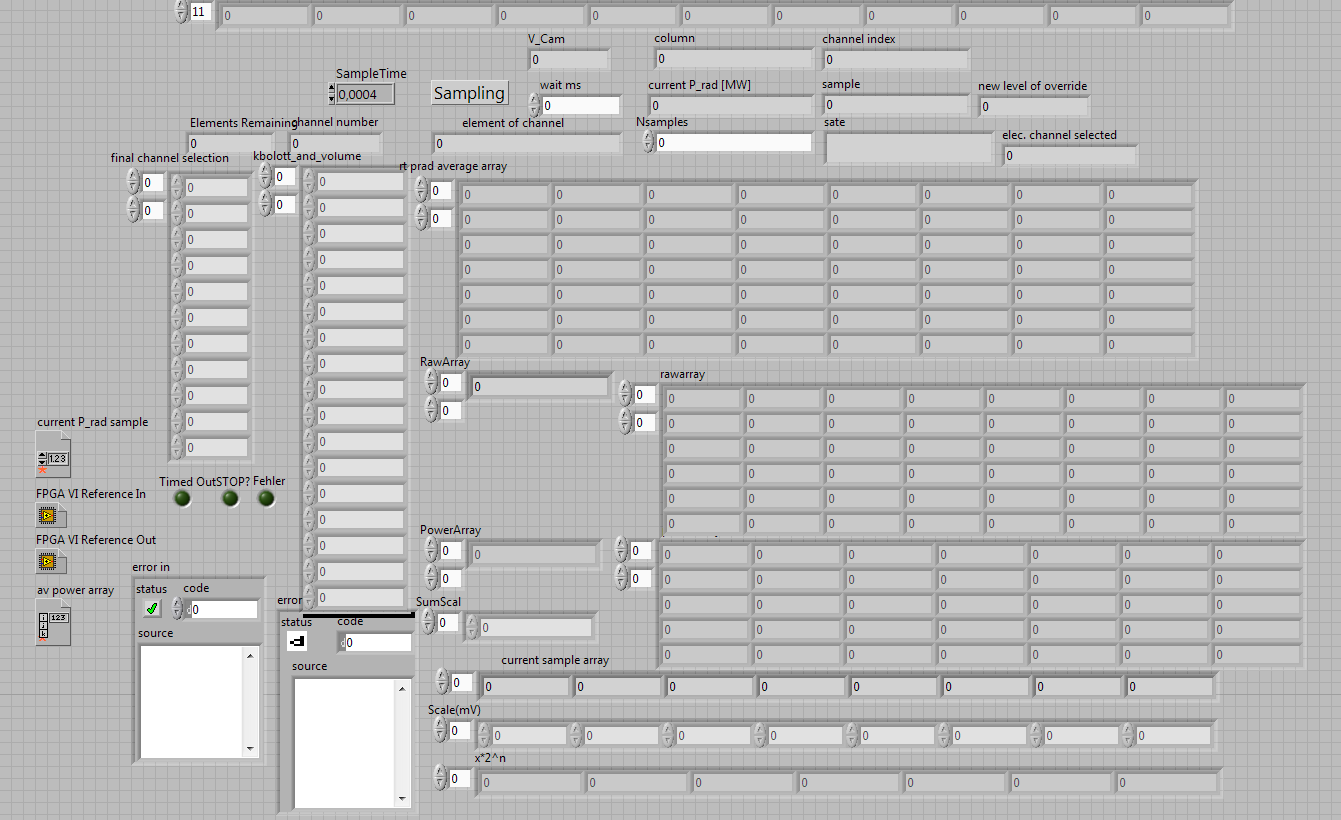 11 0 0 0 0 0 0 0 0 0 0 0
V_Cam column channel index
0 0 0
SampleTime wait ms current P_rad [MW] sample new level of override
0,0004 Sampling 0 0 0 0
Elements Remaining channel number element of channel Nsamples sate elec. channel selected
0 0 0 0 0
final channel selection kbolott_and_volume rt prad average array
0 0 0 0 0 0 0 0 0 0 0 0 0
0 0 0 0 0 0 0 0 0 0 0 0 0
0 0 0 0 0 0 0 0 0 0
0 0 0 0 0 0 0 0 0 0
0 0 0 0 0 0 0 0 0 0
0 0 0 0 0 0 0 0 0 0
0 0 0 0 0 0 0 0 0 0
0 0
0 0
0 0
0 0
0
0
0
0
0
0
RawArray rawarray
0 0 0 0 0 0 0 0 0 0 0
0 0 0 0 0 0 0 0 0 0
0 0 0 0 0 0 0 0
0 0 0 0 0 0 0 0
0 0 0 0 0 0 0 0
0 0 0 0 0 0 0 0
current P_rad sample
1.23
Timed Out STOP? Fehler
FPGA VI Reference In
FPGA VI Reference Out
av power array
123
i
j
k
error in
status code
0
source
error
status code
0
source
PowerArray
0 0 0 0 0 0 0 0 0 0
0 0 0 0 0 0 0 0 0
0 0 0 0 0 0 0
0 0 0 0 0 0 0
0 0 0 0 0 0 0
SumScal
0 0
current sample array
0 0 0 0 0 0 0 0 0
Scale(mV)
0 0 0 0 0 0 0 0 0
x*2^n
0 0 0 0 0 0 0 0